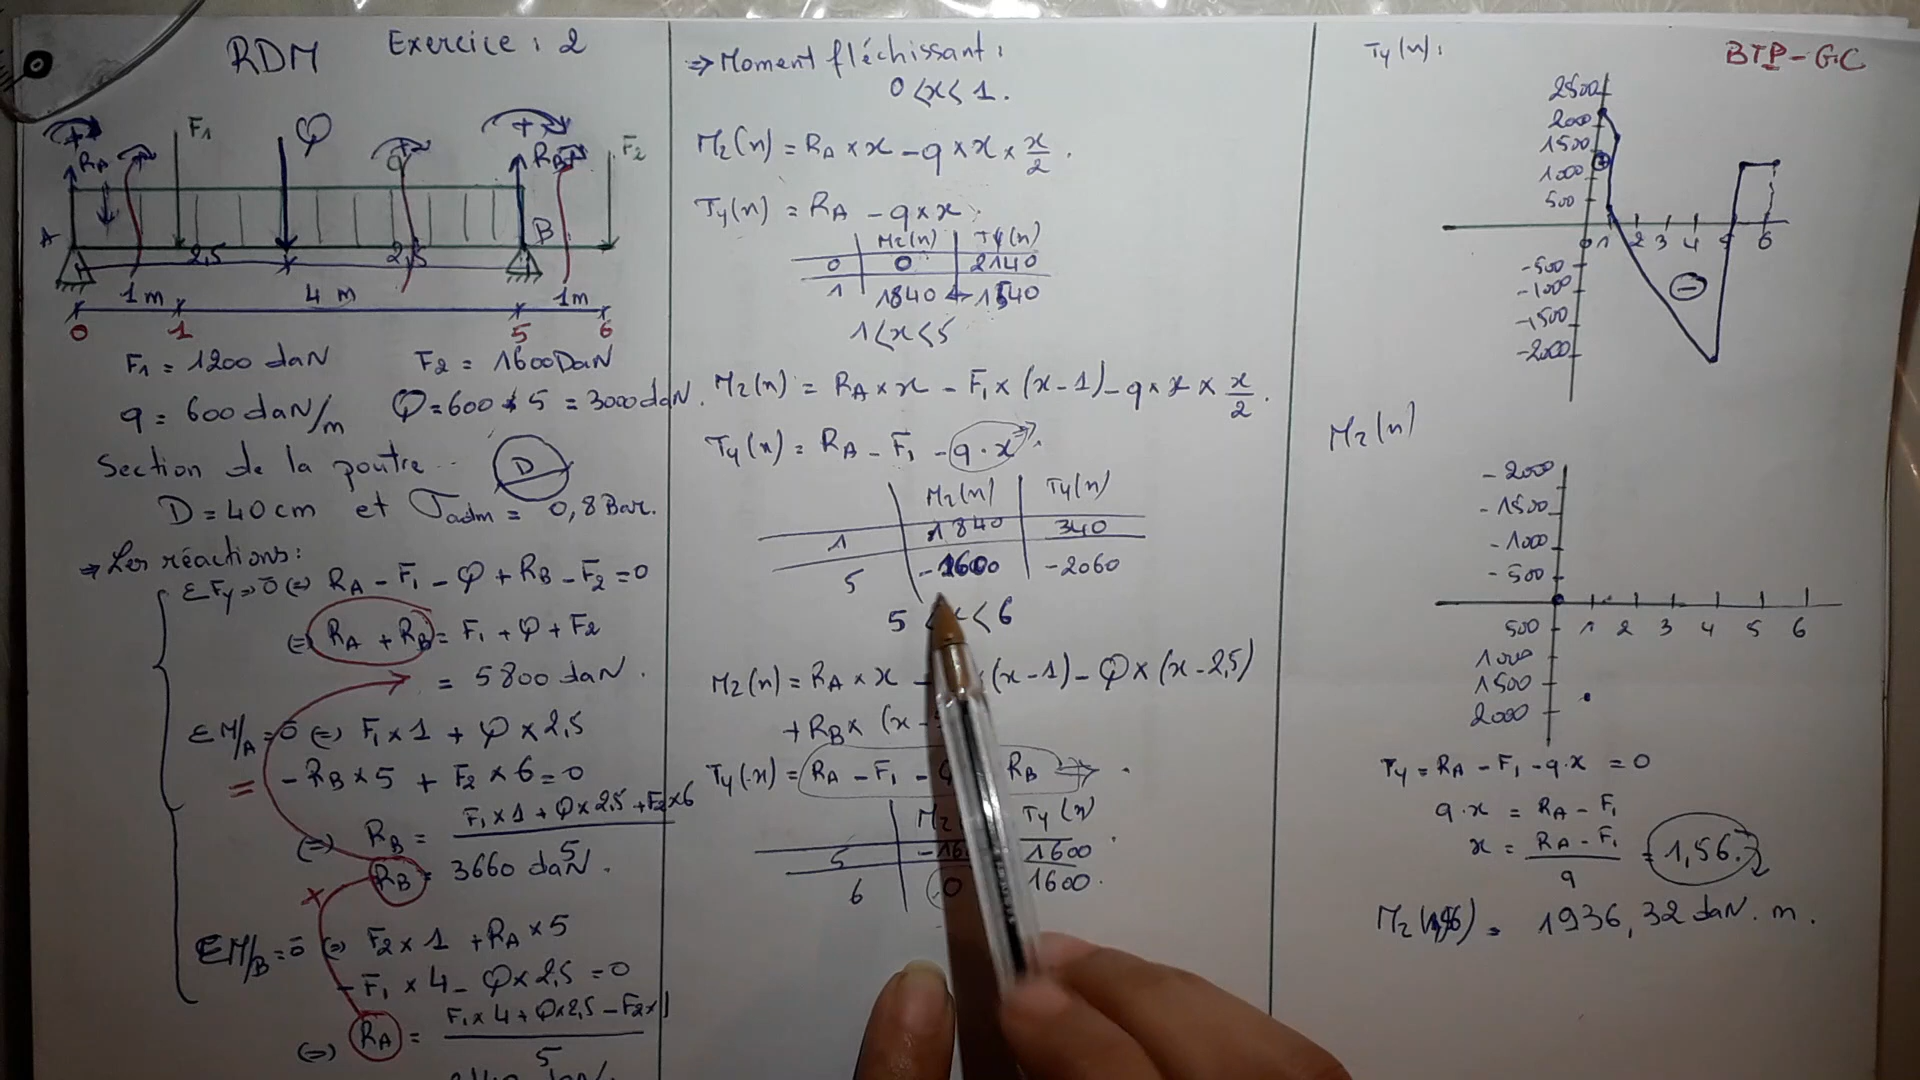 RDM Exercice : 2
F1 φ q RB F2
RA
A B
2,5 2,5
1m 4 m 1m
0 1 5 6
F1 = 1200 daN F2 = 1600 DaN
q = 600 daN/m φ = 600 * 5 = 3000 daN.
Section de la poutre .. D
D = 40 cm et σadm = 0,8 Bar.
⇒ Les réactions :
ΣFy = 0 (=) RA - F1 - φ + RB - F2 = 0
(=) RA + RB = F1 + φ + F2
= 5800 daN.
ΣM/A = 0 (=) F1 x 1 + φ x 2,5
- RB x 5 + F2 x 6 = 0
(=) RB = F1 x 1 + φ x 2,5 + F2 x 6
5
RB = 3660 daN.
ΣM/B = 0 (=) F2 x 1 + RA x 5
- F1 x 4 - φ x 2,5 = 0
(=) RA = F1 x 4 + φ x 2,5 - F2 x 1
5
⇒ Moment fléchissant :
0 < x < 1.
Mz(x) = RA x x - q x x x x/2.
Ty(x) = RA - q x x
Mz(x) Ty(x)
0 0 2140
1 1840 1540
1 < x < 5
Mz(x) = RA x x - F1 x (x - 1) - q x x x x/2.
Ty(x) = RA - F1 - q . x
Mz(x) Ty(x)
1 1840 340
5 -1600 -2060
5 < < 6
Mz(x) = RA x x - (x - 1) - φ x (x - 2,5)
+ RB x (x -
Ty(x) = RA - F1 - RB
Ty(x)
5 1600
6 0 1600.
Ty(x) : BTP - GC
2500
2000
1500
+
1000
500
0 1 2 3 4 5 6
-500
-1000 -
-1500
-2000
Mz(x)
- 2000
- 1500
- 1000
- 500
500 1 2 3 4 5 6
1000
1500
2000
Ty = RA - F1 - q . x = 0
q . x = RA - F1
x = RA - F1 = 1,56
q
Mz(1,56) = 1936,32 daN . m.